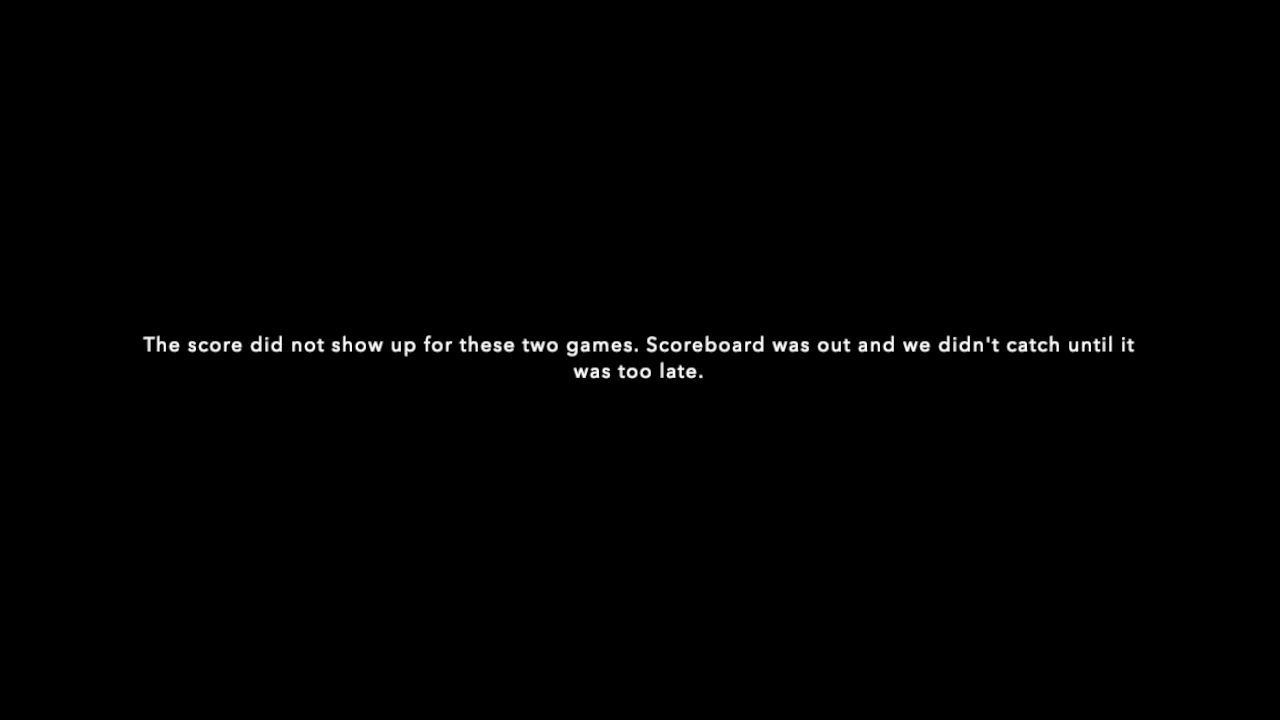 The score did not show up for these two games. Scoreboard was out and we didn't catch until it
was too late.